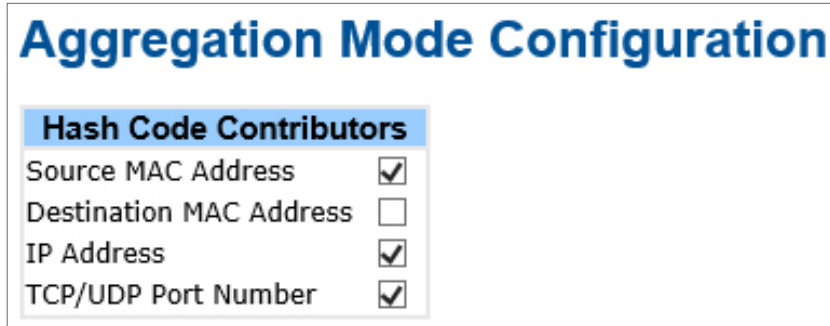 Aggregation Mode Configuration
Hash Code Contributors
Source MAC Address
Destination MAC Address
IP Address
TCP/UDP Port Number